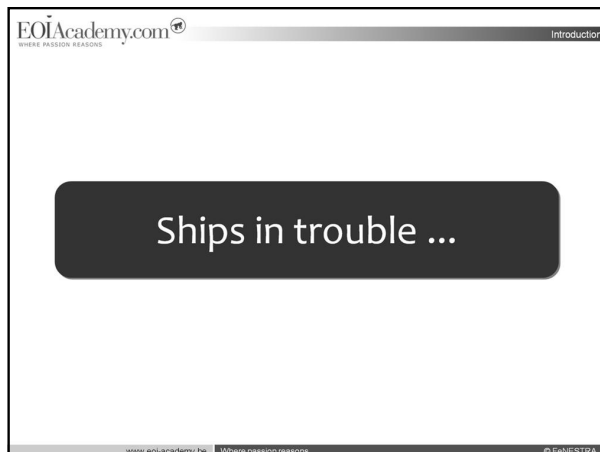 EOIAcademy.com®
WHERE PASSION REASONS
Introduction
Ships in trouble ...
www.eoi-academy.be Where passion reasons © FeNESTRA